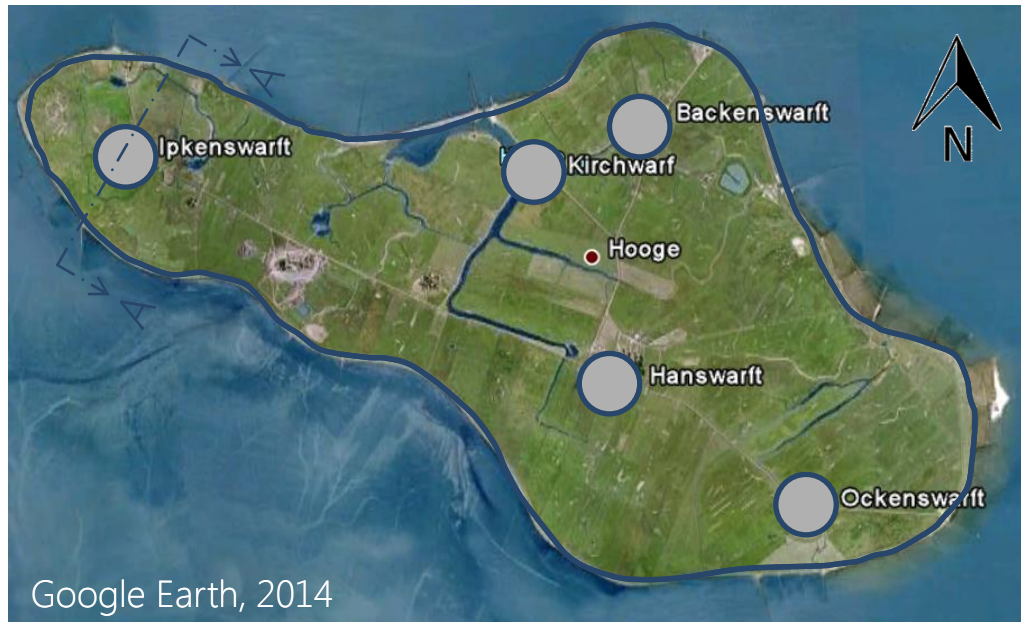 A
Backenswarft
Ipkenswarft
Kirchwarf
N
Hooge
A
Hanswarft
Ockenswarft
Google Earth, 2014